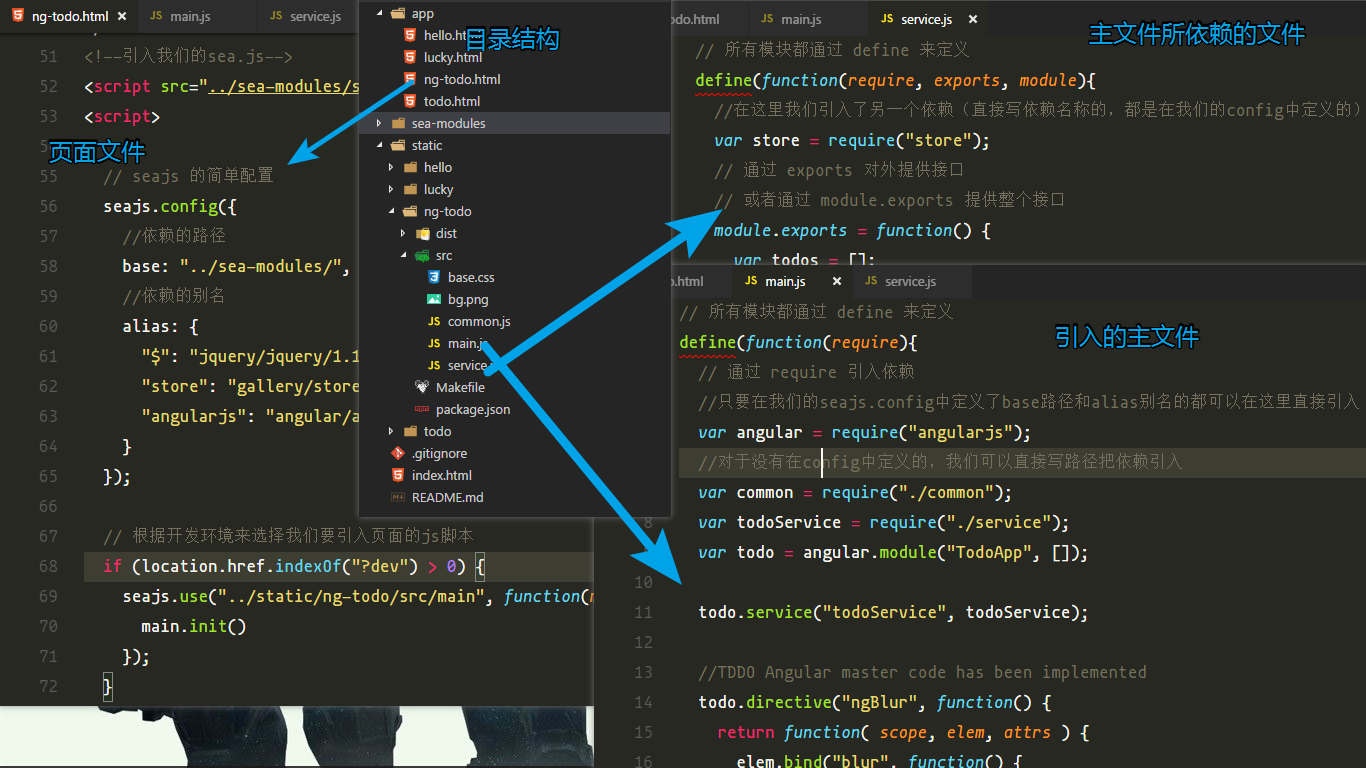 ng-todo.html
main.js
service.js
51 <!--引入我们的sea.js-->
52 <script src="../sea-modules/s
53 <script>
页面文件
55 // seajs 的简单配置
56 seajs.config({
57 //依赖的路径
58 base: "../sea-modules/",
59 //依赖的别名
60 alias: {
61 "$": "jquery/jquery/1.1
62 "store": "gallery/store
63 "angularjs": "angular/a
64 }
65 });
66
67 // 根据开发环境来选择我们要引入页面的js脚本
68 if (location.href.indexOf("?dev") > 0) {
69 seajs.use("../static/ng-todo/src/main", function(
70 main.init()
71 });
72 }
目录结构
app
lucky.html
ng-todo.html
todo.html
sea-modules
static
hello
lucky
ng-todo
dist
src
base.css
bg.png
common.js
main.js
service
Makefile
package.json
todo
.gitignore
index.html
README.md
do.html
main.js
service.js
主文件所依赖的文件
// 所有模块都通过 define 来定义
define(function(require, exports, module){
//在这里我们引入了另一个依赖（直接写依赖名称的，都是在我们的config中定义的）
var store = require("store");
// 通过 exports 对外提供接口
// 或者通过 module.exports 提供整个接口
module.exports = function() {
var todos = [];
.html
main.js
service.js
引入的主文件
// 所有模块都通过 define 来定义
define(function(require){
// 通过 require 引入依赖
//只要在我们的seajs.config中定义了base路径和alias别名的都可以在这里直接引入
var angular = require("angularjs");
//对于没有在config中定义的，我们可以直接写路径把依赖引入
var common = require("./common");
8 var todoService = require("./service");
var todo = angular.module("TodoApp", []);
10
11 todo.service("todoService", todoService);
12
13 //TDDO Angular master code has been implemented
14 todo.directive("ngBlur", function() {
15 return function( scope, elem, attrs ) {
16 elem.bind("blur", function() {